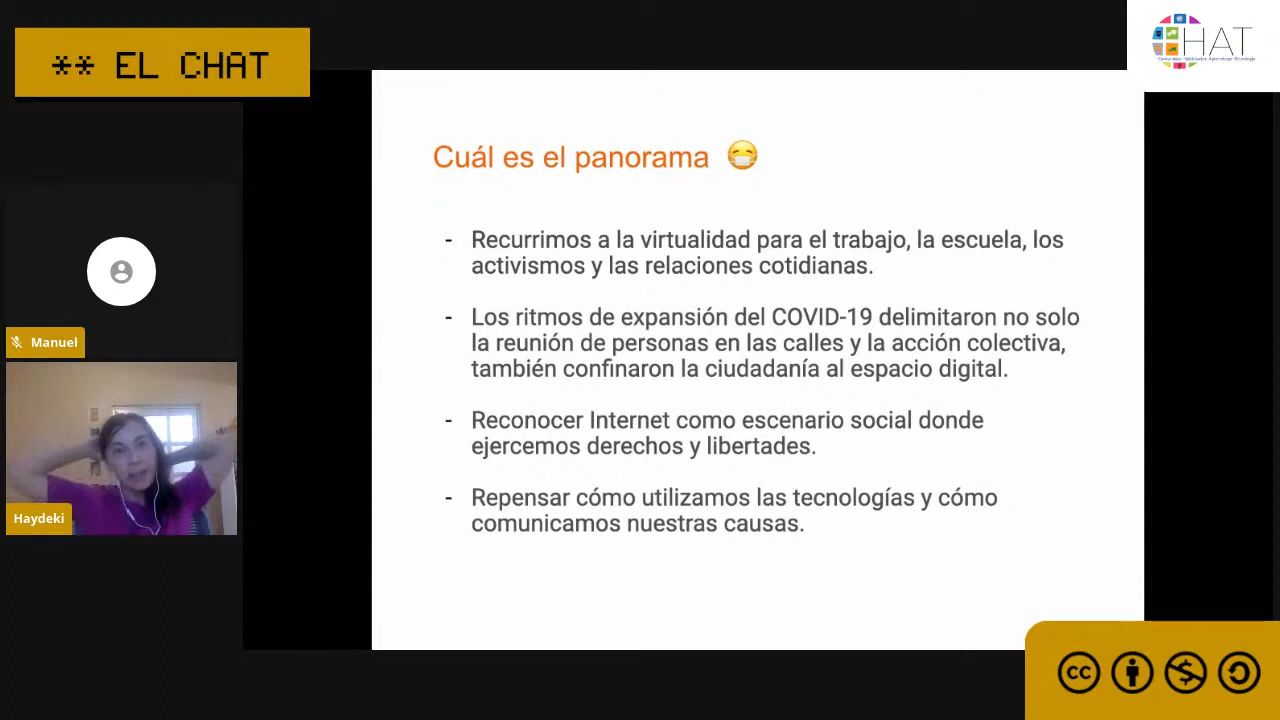 ** EL CHAT
HAT
Cuál es el panorama
- Recurrimos a la virtualidad para el trabajo, la escuela, los
activismos y las relaciones cotidianas.
- Los ritmos de expansión del COVID-19 delimitaron no solo
la reunión de personas en las calles y la acción colectiva,
también confinaron la ciudadanía al espacio digital.
- Reconocer Internet como escenario social donde
ejercemos derechos y libertades.
- Repensar cómo utilizamos las tecnologías y cómo
comunicamos nuestras causas.
Manuel
Haydeki
cc